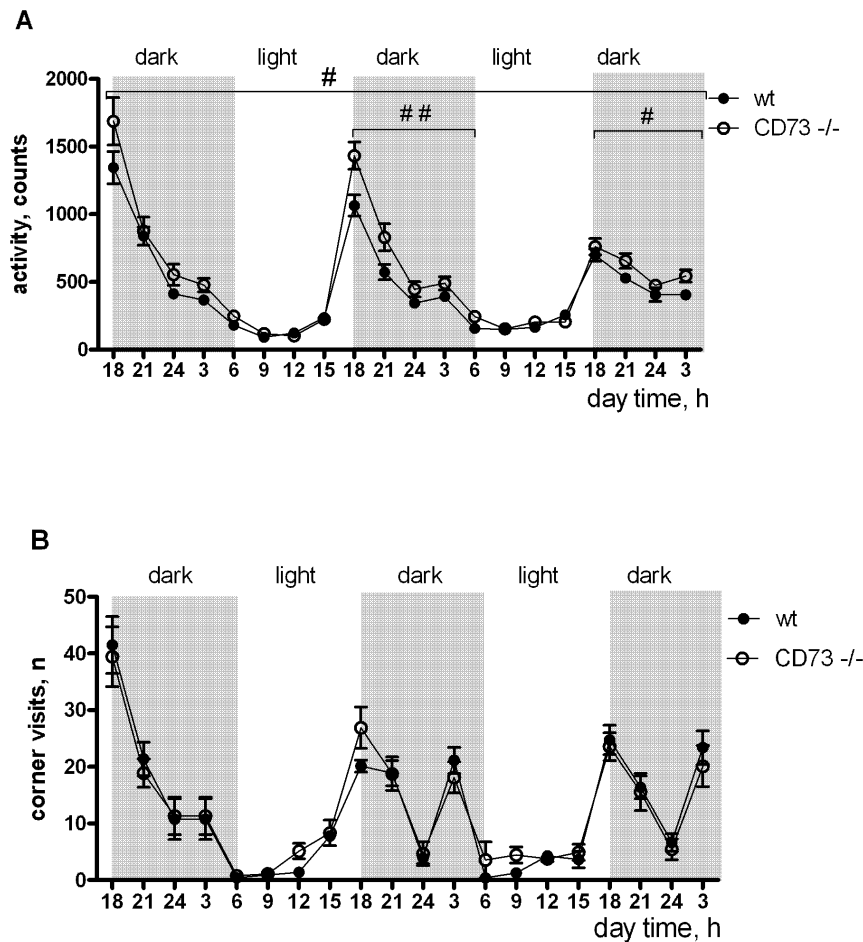 A
dark light dark light dark
#
# #
#
2000
1500
1000
500
0
activity, counts
wt
CD73 -/-
18 21 24 3 6 9 12 15 18 21 24 3 6 9 12 15 18 21 24 3
day time, h
B
dark light dark light dark
50
40
30
20
10
0
corner visits, n
wt
CD73 -/-
18 21 24 3 6 9 12 15 18 21 24 3 6 9 12 15 18 21 24 3
day time, h